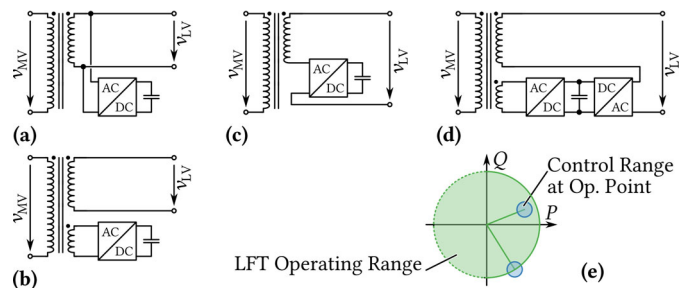 v_MV
v_LV
AC
DC
(a)
v_MV
AC
DC
v_LV
(c)
v_MV
AC
DC
DC
AC
v_LV
(d)
v_MV
v_LV
AC
DC
(b)
Q
P
Control Range
at Op. Point
LFT Operating Range
(e)